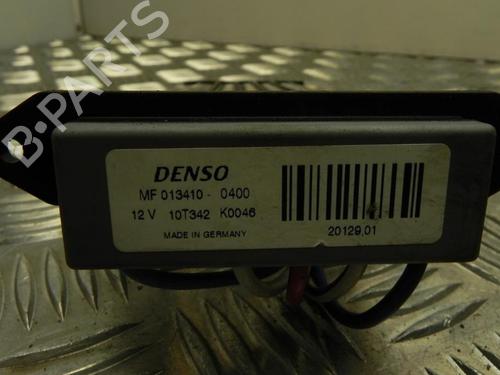 B-PARTS
DENSO
MF 013410 - 0400
12 V 10T342 K0046
MADE IN GERMANY
20129,01